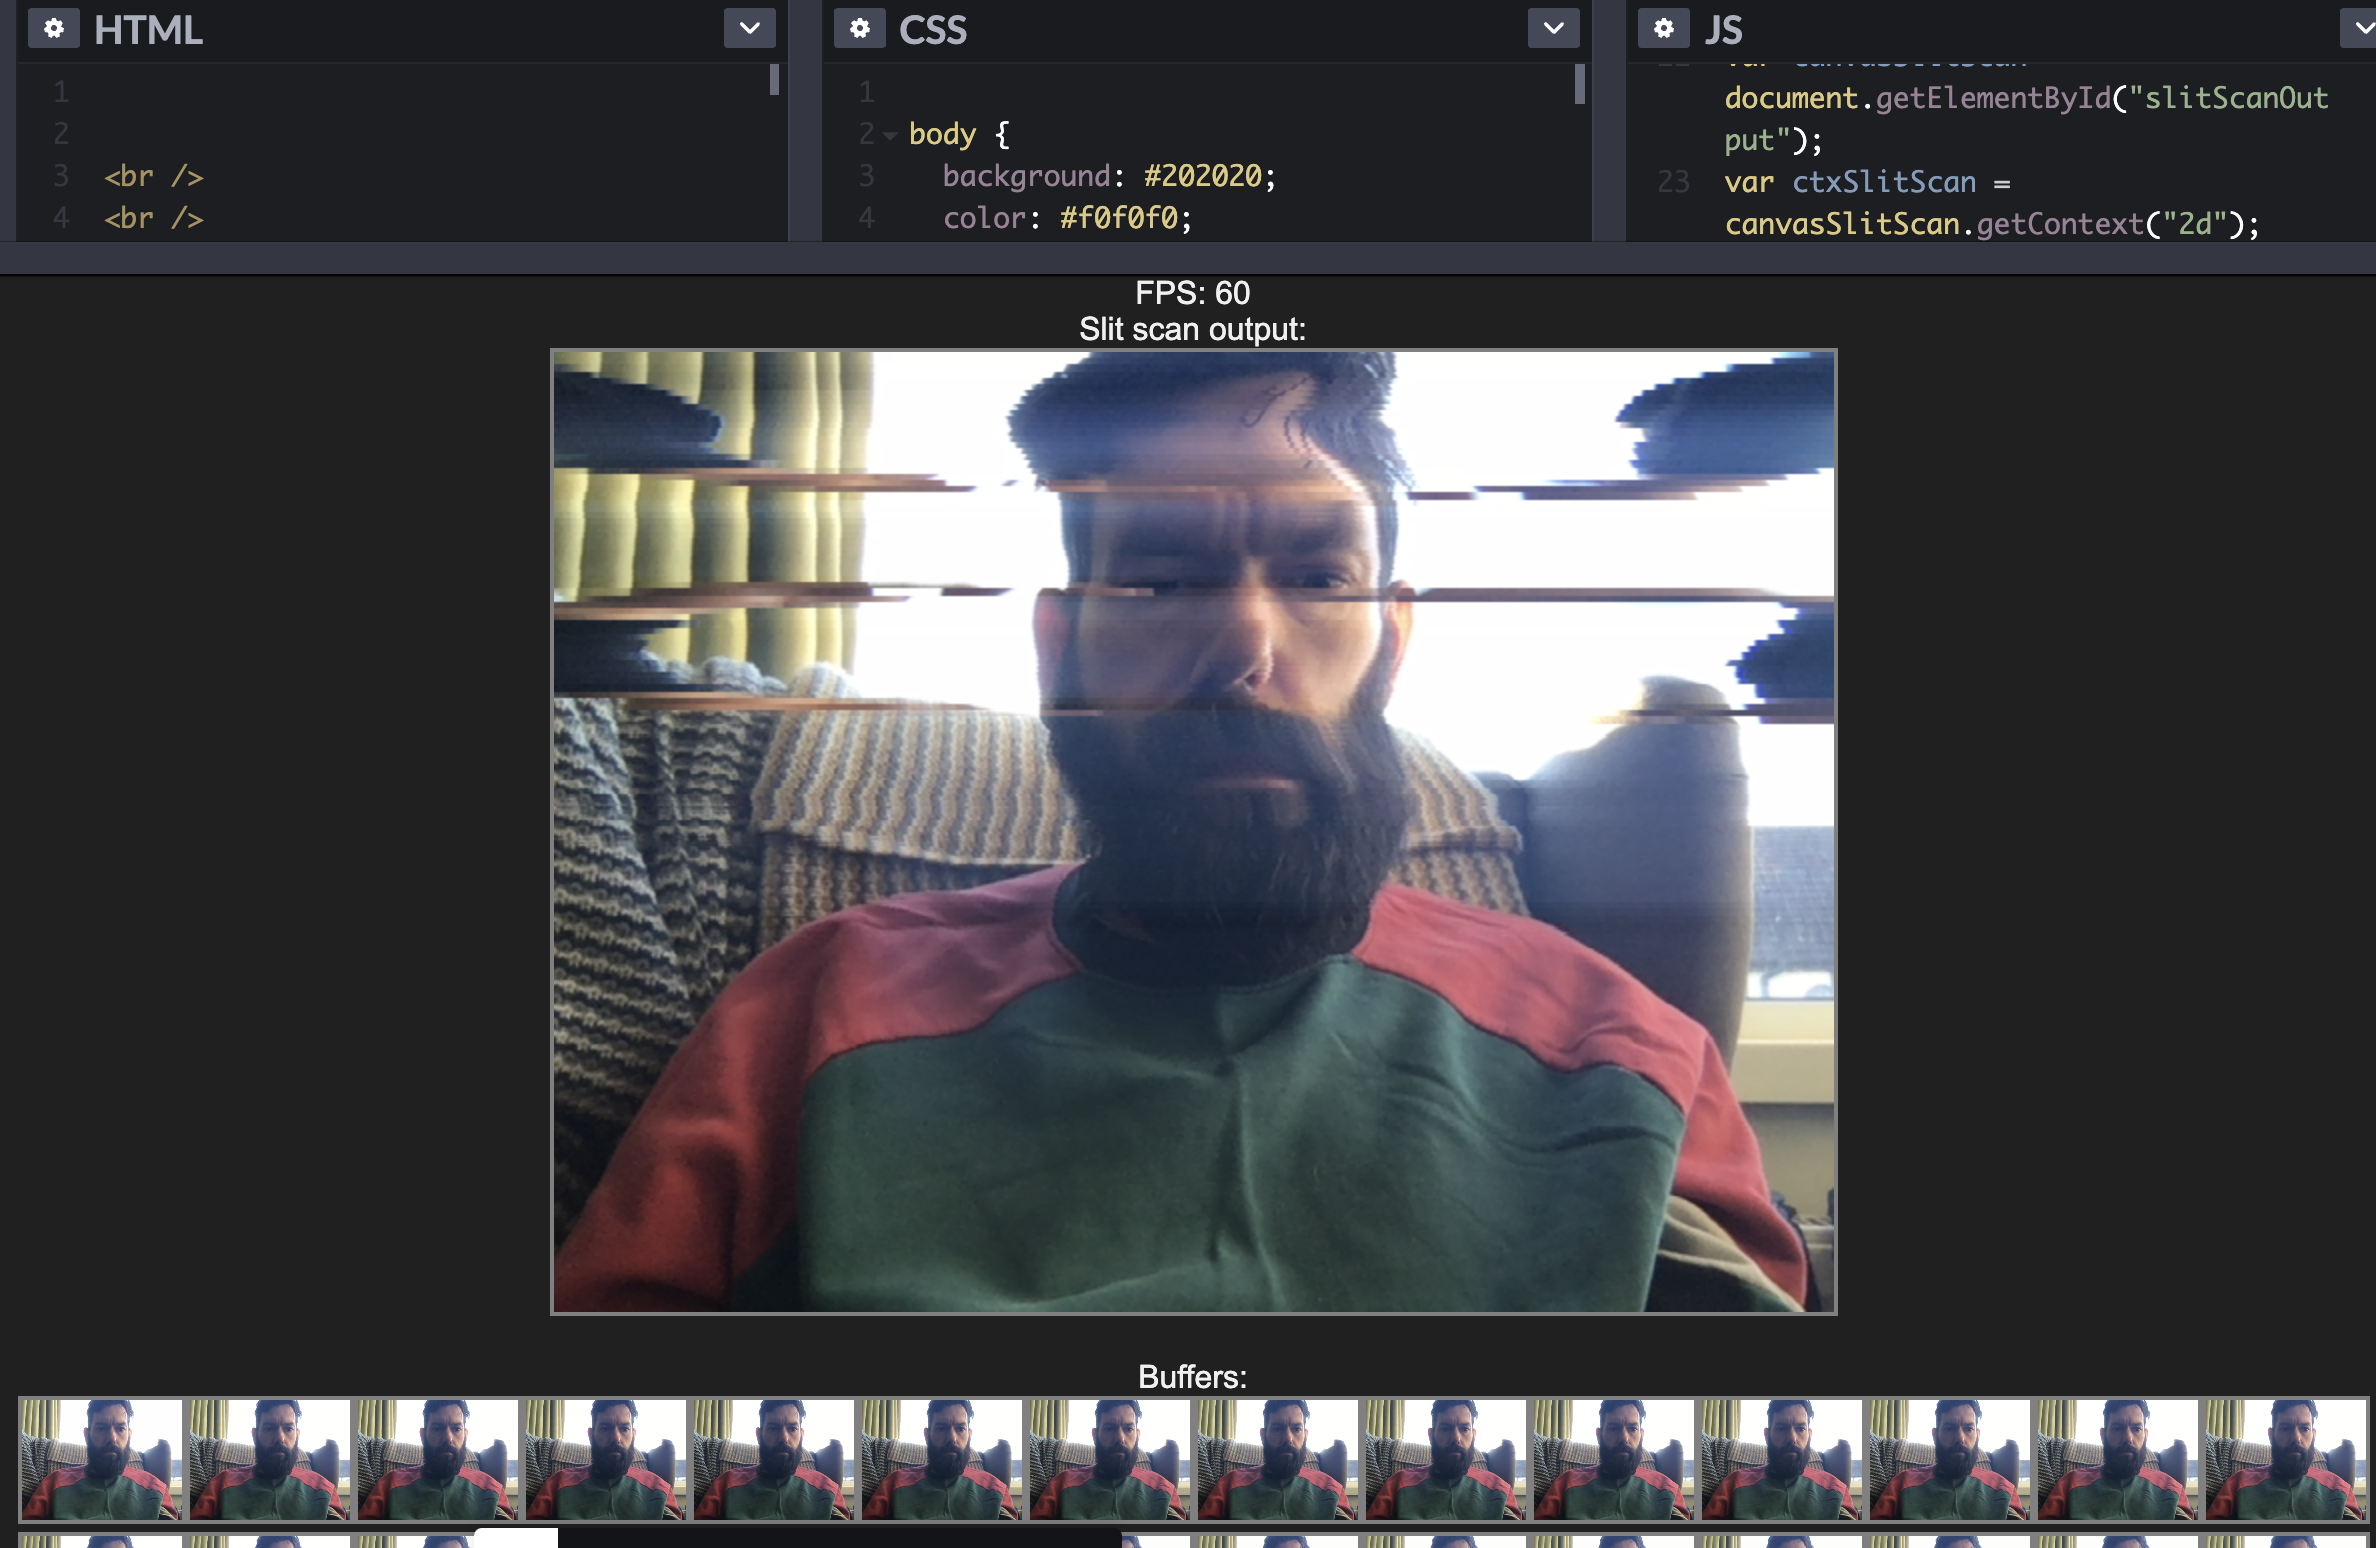 HTML
1
2
3 <br />
4 <br />
CSS
1
2 body {
3 background: #202020;
4 color: #f0f0f0;
JS
document.getElementById("slitScanOut
put");
23 var ctxSlitScan =
canvasSlitScan.getContext("2d");
FPS: 60
Slit scan output:
Buffers: